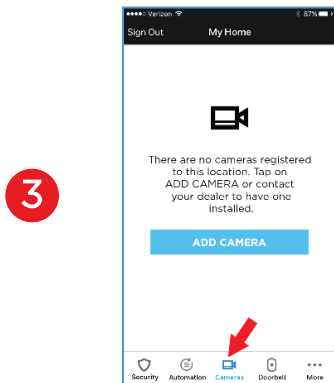 Verizon 87%
Sign Out My Home
3
There are no cameras registered
to this location. Tap on
ADD CAMERA or contact
your dealer to have one
installed.
ADD CAMERA
Security Automation Cameras Doorbell More